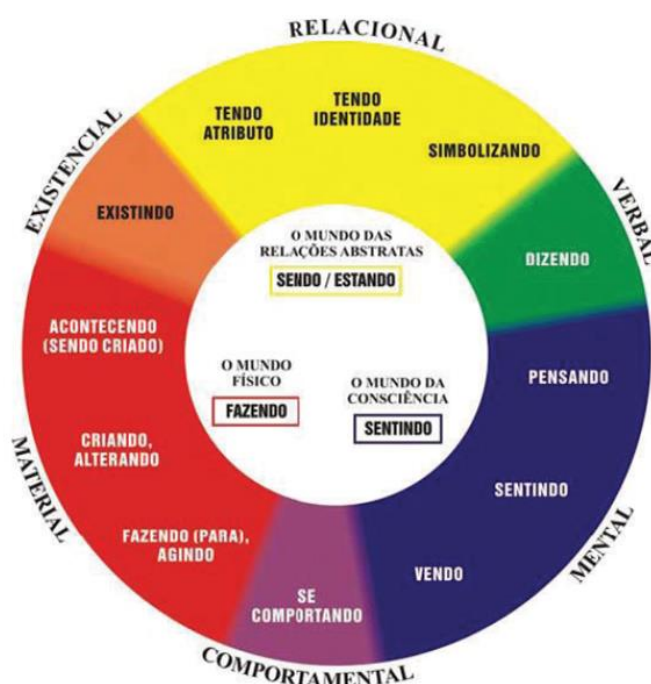 RELACIONAL
TENDO
ATRIBUTO
TENDO
IDENTIDADE
SIMBOLIZANDO
EXISTENCIAL
EXISTINDO
VERBAL
DIZENDO
O MUNDO DAS
RELAÇÕES ABSTRATAS
SENDO / ESTANDO
ACONTECENDO
(SENDO CRIADO)
O MUNDO
FÍSICO
FAZENDO
O MUNDO DA
CONSCIÊNCIA
SENTINDO
PENSANDO
CRIANDO,
ALTERANDO
SENTINDO
MATERIAL
FAZENDO (PARA),
AGINDO
VENDO
MENTAL
SE
COMPORTANDO
COMPORTAMENTAL